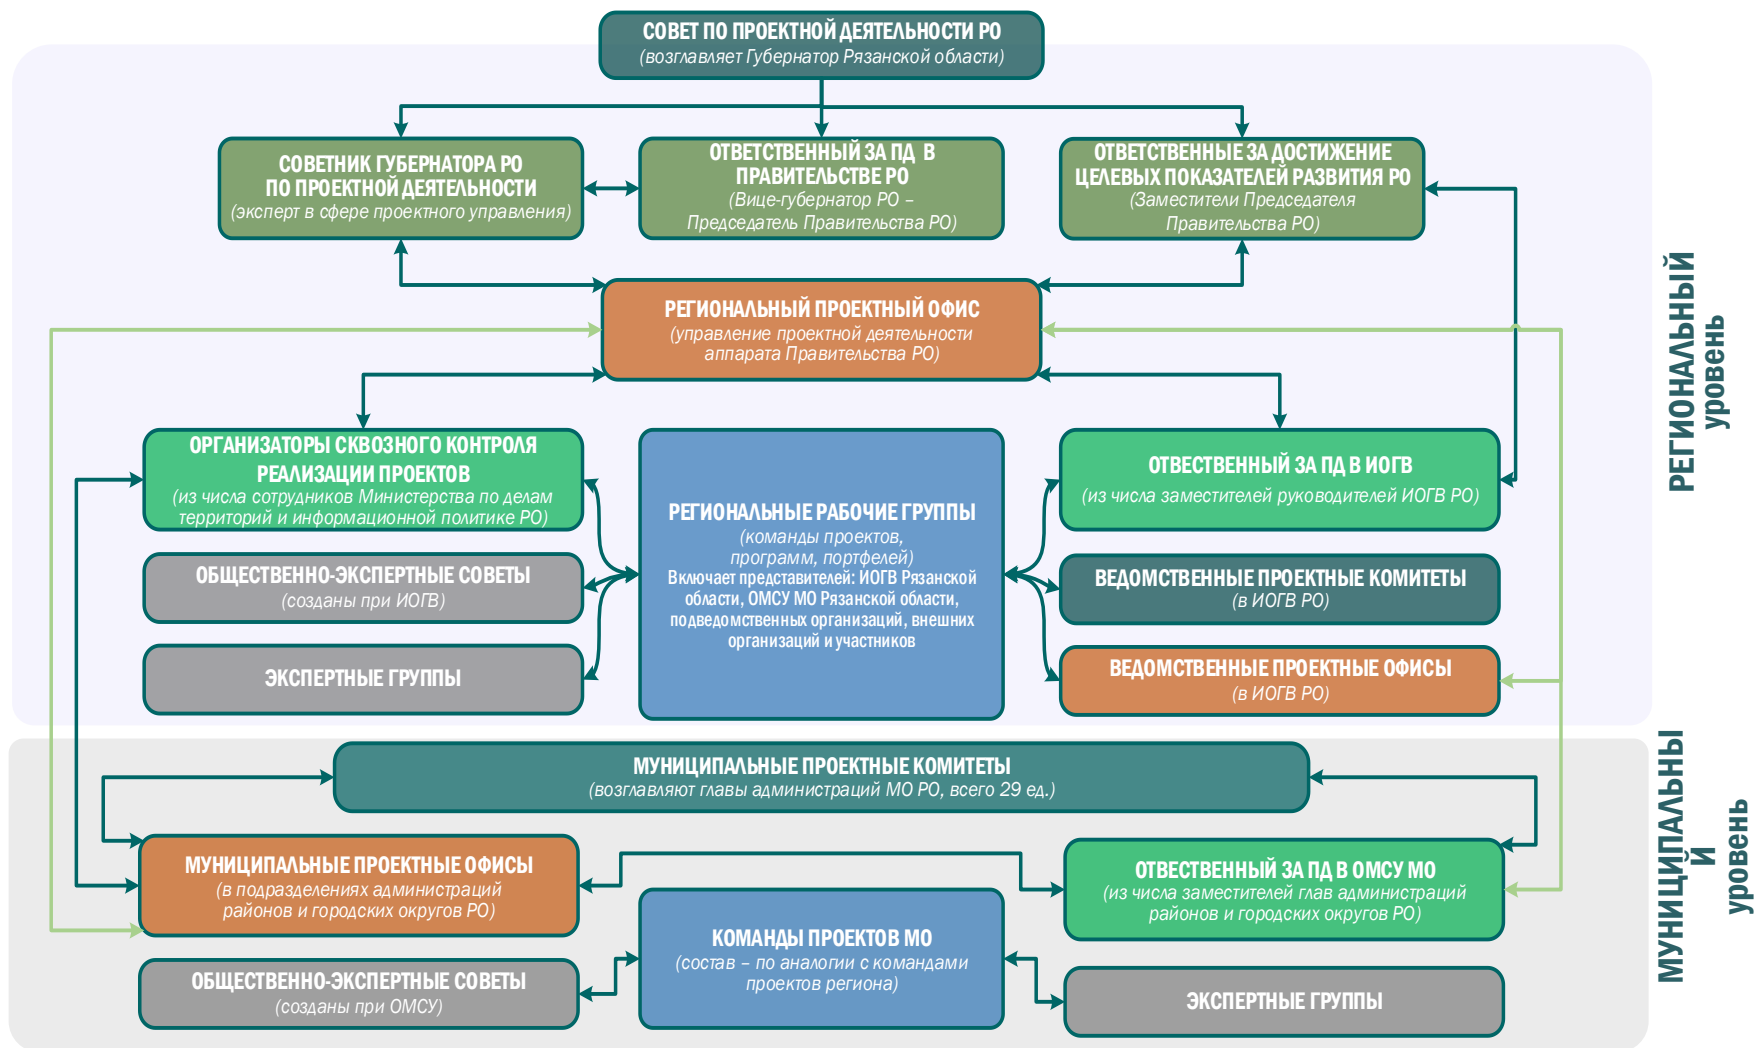 СОВЕТ ПО ПРОЕКТНОЙ ДЕЯТЕЛЬНОСТИ РО
(возглавляет Губернатор Рязанской области)
СОВЕТНИК ГУБЕРНАТОРА РО
ПО ПРОЕКТНОЙ ДЕЯТЕЛЬНОСТИ
(эксперт в сфере проектного управления)
ОТВЕТСТВЕННЫЙ ЗА ПД В
ПРАВИТЕЛЬСТВЕ РО
(Вице-губернатор РО –
Председатель Правительства РО)
ОТВЕТСТВЕННЫЕ ЗА ДОСТИЖЕНИЕ
ЦЕЛЕВЫХ ПОКАЗАТЕЛЕЙ РАЗВИТИЯ РО
(Заместители Председателя
Правительства РО)
РЕГИОНАЛЬНЫЙ ПРОЕКТНЫЙ ОФИС
(управление проектной деятельности
аппарата Правительства РО)
ОРГАНИЗАТОРЫ СКВОЗНОГО КОНТРОЛЯ
РЕАЛИЗАЦИИ ПРОЕКТОВ
(из числа сотрудников Министерства по делам
территорий и информационной политике РО)
ОБЩЕСТВЕННО-ЭКСПЕРТНЫЕ СОВЕТЫ
(созданы при ИОГВ)
ЭКСПЕРТНЫЕ ГРУППЫ
РЕГИОНАЛЬНЫЕ РАБОЧИЕ ГРУППЫ
(команды проектов,
программ, портфелей)
Включает представителей: ИОГВ Рязанской
области, ОМСУ МО Рязанской области,
подведомственных организаций, внешних
организаций и участников
ОТВЕСТВЕННЫЙ ЗА ПД В ИОГВ
(из числа заместителей руководителей ИОГВ РО)
ВЕДОМСТВЕННЫЕ ПРОЕКТНЫЕ КОМИТЕТЫ
(в ИОГВ РО)
ВЕДОМСТВЕННЫЕ ПРОЕКТНЫЕ ОФИСЫ
(в ИОГВ РО)
РЕГИОНАЛЬНЫЙ
уровень
МУНИЦИПАЛЬНЫЕ ПРОЕКТНЫЕ КОМИТЕТЫ
(возглавляют главы администраций МО РО, всего 29 ед.)
МУНИЦИПАЛЬНЫЕ ПРОЕКТНЫЕ ОФИСЫ
(в подразделениях администраций
районов и городских округов РО)
ОТВЕСТВЕННЫЙ ЗА ПД В ОМСУ МО
(из числа заместителей глав администраций
районов и городских округов РО)
КОМАНДЫ ПРОЕКТОВ МО
(состав – по аналогии с командами
проектов региона)
ОБЩЕСТВЕННО-ЭКСПЕРТНЫЕ СОВЕТЫ
(созданы при ОМСУ)
ЭКСПЕРТНЫЕ ГРУППЫ
МУНИЦИПАЛЬНЫ
Й
уровень